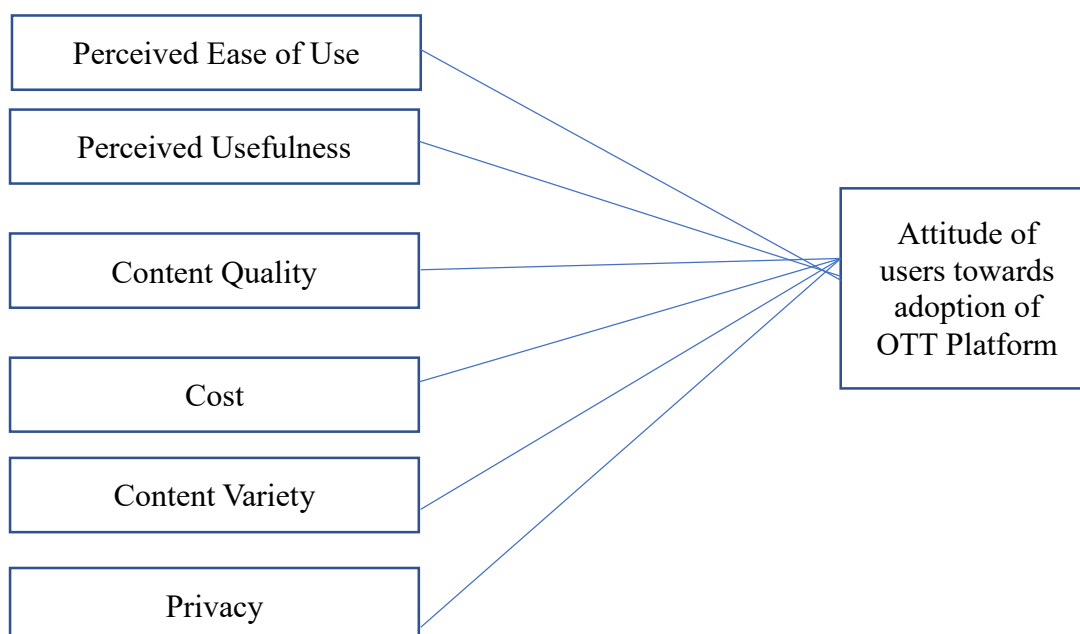 Perceived Ease of Use
Perceived Usefulness
Content Quality
Cost
Content Variety
Privacy
Attitude of
users towards
adoption of
OTT Platform